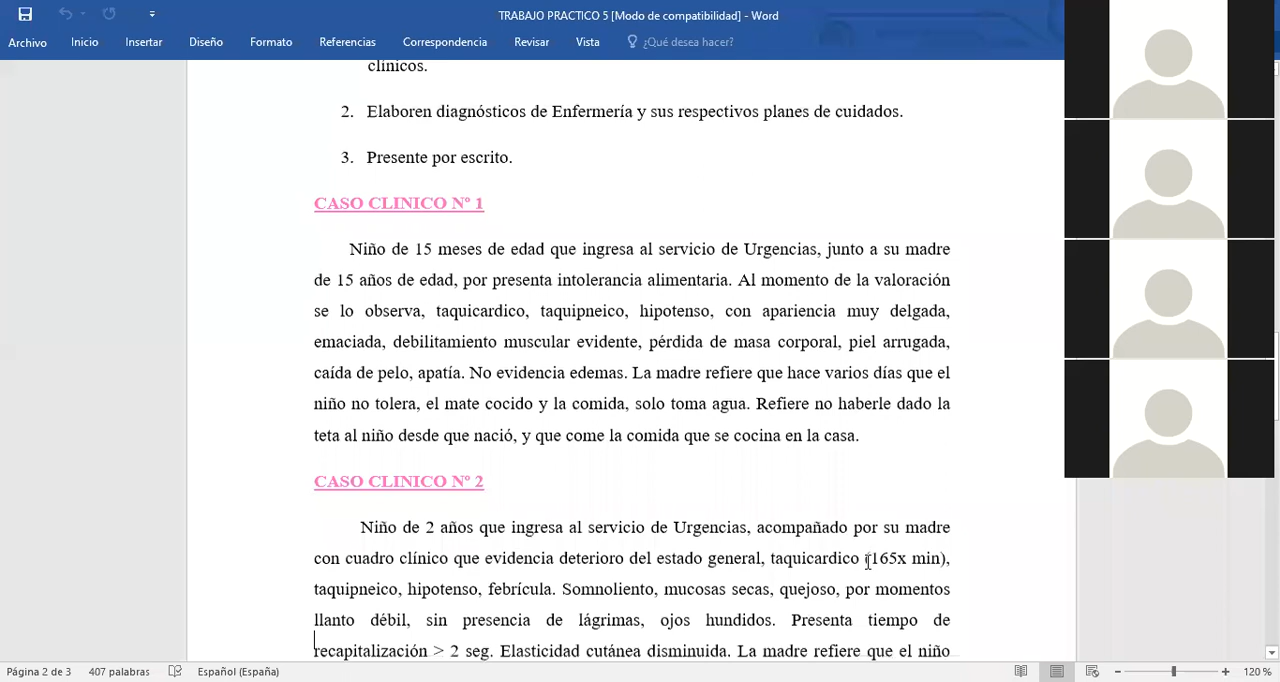 TRABAJO PRACTICO 5 [Modo de compatibilidad] - Word
Archivo Inicio Insertar Diseño Formato Referencias Correspondencia Revisar Vista ¿Qué desea hacer?
clínicos.
2. Elaboren diagnósticos de Enfermería y sus respectivos planes de cuidados.
3. Presente por escrito.
CASO CLINICO Nº 1
Niño de 15 meses de edad que ingresa al servicio de Urgencias, junto a su madre
de 15 años de edad, por presenta intolerancia alimentaria. Al momento de la valoración
se lo observa, taquicardico, taquipneico, hipotenso, con apariencia muy delgada,
emaciada, debilitamiento muscular evidente, pérdida de masa corporal, piel arrugada,
caída de pelo, apatía. No evidencia edemas. La madre refiere que hace varios días que el
niño no tolera, el mate cocido y la comida, solo toma agua. Refiere no haberle dado la
teta al niño desde que nació, y que come la comida que se cocina en la casa.
CASO CLINICO Nº 2
Niño de 2 años que ingresa al servicio de Urgencias, acompañado por su madre
con cuadro clínico que evidencia deterioro del estado general, taquicardico (165x min),
taquipneico, hipotenso, febrícula. Somnoliento, mucosas secas, quejoso, por momentos
llanto débil, sin presencia de lágrimas, ojos hundidos. Presenta tiempo de
recapitalización > 2 seg. Elasticidad cutánea disminuida. La madre refiere que el niño
Página 2 de 3 407 palabras Español (España) 120 %